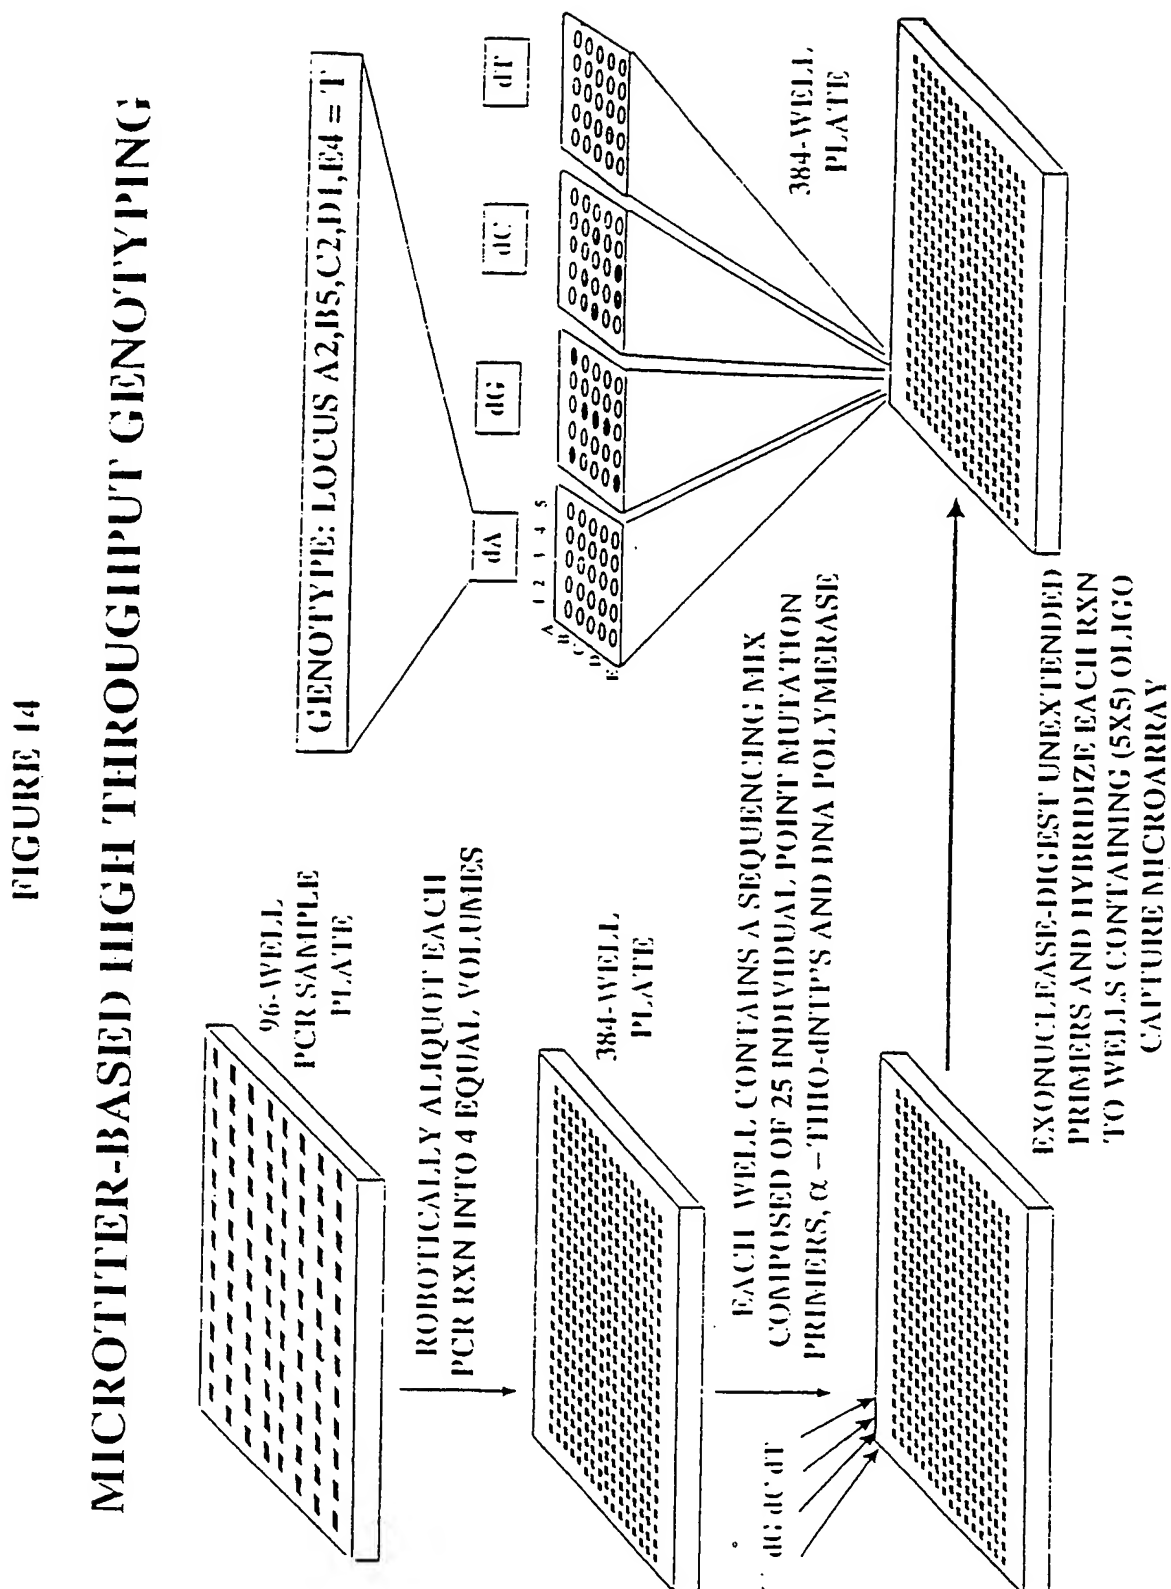 FIGURE 14
MICROTITER-BASED HIGH THROUGHPUT GENOTYPING
96-WELL
PCR SAMPLE
PLATE
ROBOTICALLY ALIQUOT EACH
PCR RXN INTO 4 EQUAL VOLUMES
384-WELL
PLATE
EACH WELL CONTAINS A SEQUENCING MIX
COMPOSED OF 25 INDIVIDUAL POINT MUTATION
PRIMERS, α –THIO-dNTP'S AND DNA POLYMERASE
dG dC dT
EXONUCLEASE-DIGEST UNEXTENDED
PRIMERS AND HYBRIDIZE EACH RXN
TO WELLS CONTAINING (5X5) OLIGO
CAPTURE MICROARRAY
384-WELL
PLATE
GENOTYPE: LOCUS A2,B5,C2,D1,E4 = T
dA
dG
dC
dT
1 2 3 4 5
A
B
C
D
E